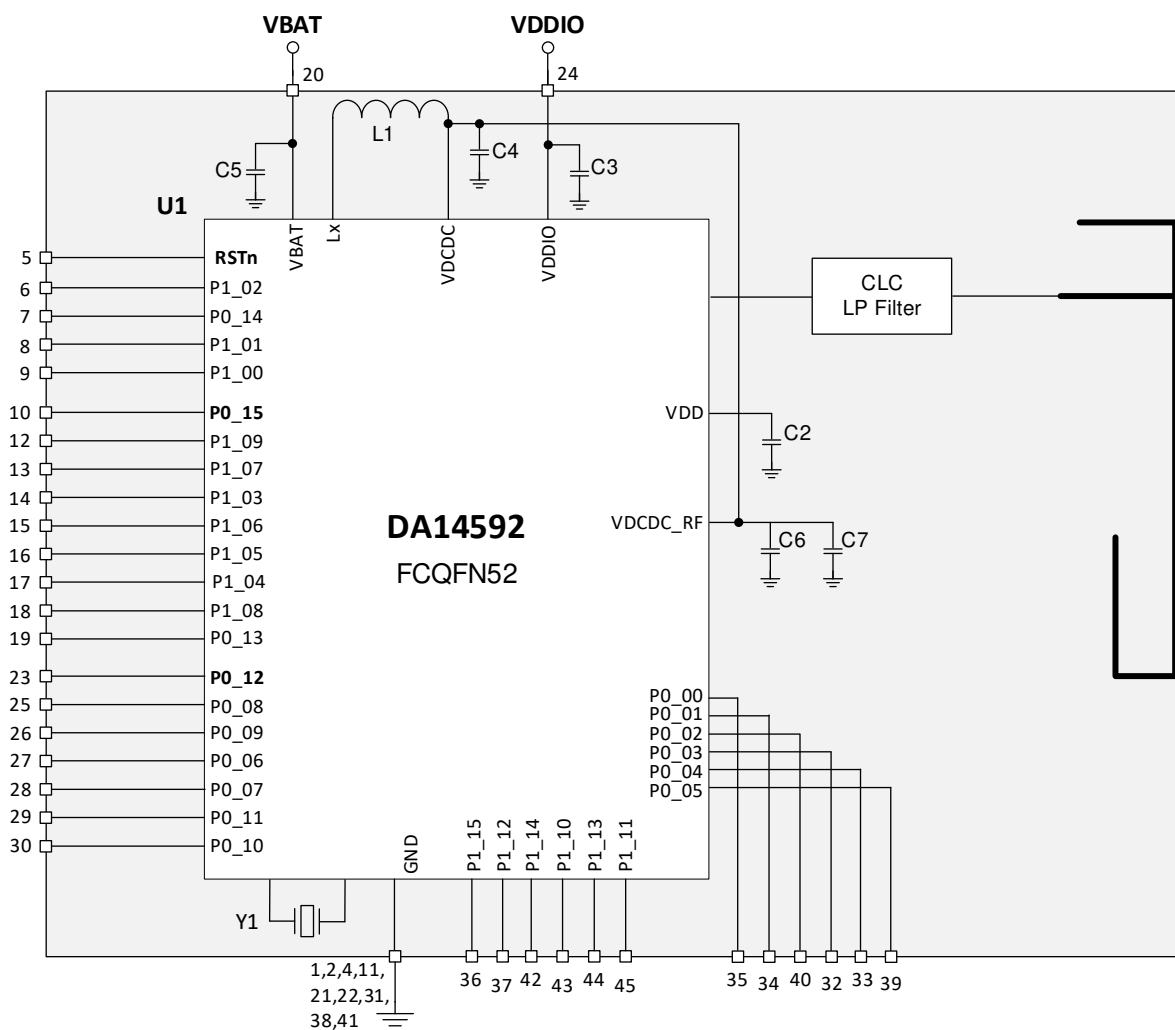 VBAT
VDDIO
20
24
L1
C4
C5
C3
U1
VBAT
Lx
VDCDC
VDDIO
5 RSTn
6 P1_02
7 P0_14
8 P1_01
9 P1_00
10 P0_15
12 P1_09
13 P1_07
14 P1_03
15 P1_06
16 P1_05
17 P1_04
18 P1_08
19 P0_13
23 P0_12
25 P0_08
26 P0_09
27 P0_06
28 P0_07
29 P0_11
30 P0_10
DA14592
FCQFN52
CLC
LP Filter
VDD
C2
VDCDC_RF
C6
C7
P0_00
P0_01
P0_02
P0_03
P0_04
P0_05
GND
P1_15
P1_12
P1_14
P1_10
P1_13
P1_11
Y1
1,2,4,11,
21,22,31,
38,41
36
37
42
43
44
45
35
34
40
32
33
39